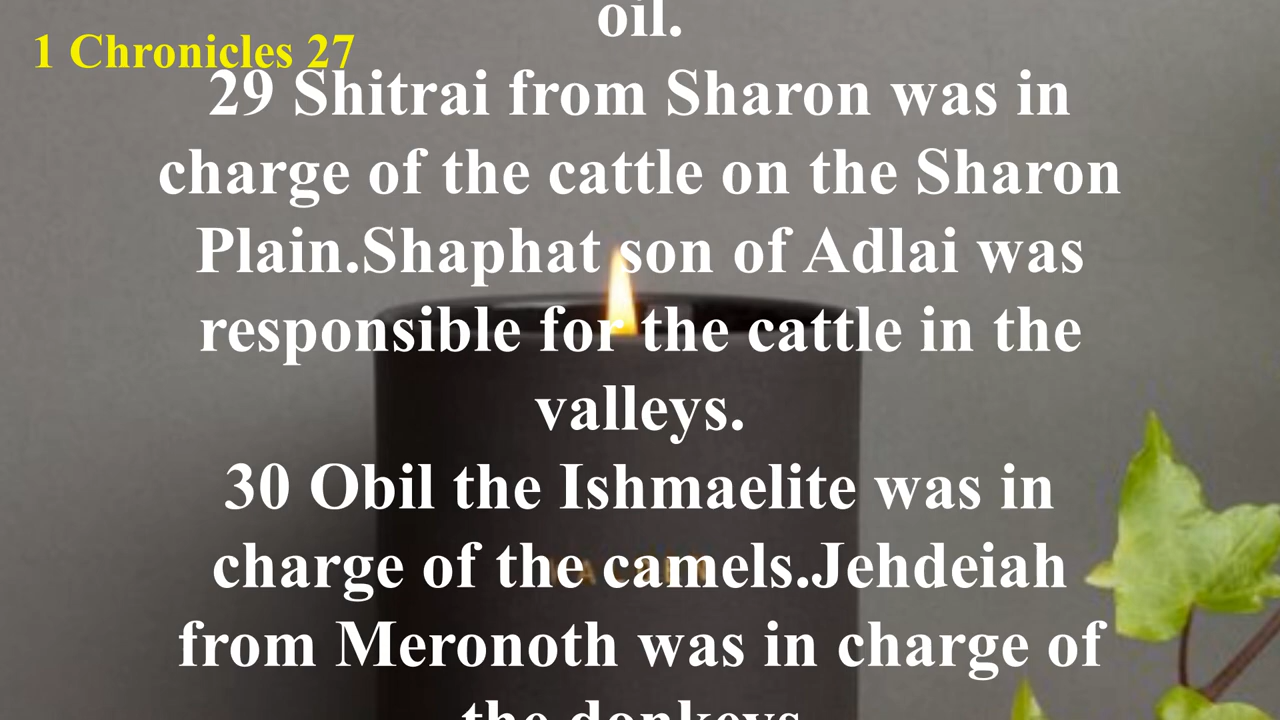 oil.
1 Chronicles 27
29 Shitrai from Sharon was in
charge of the cattle on the Sharon
Plain.Shaphat son of Adlai was
responsible for the cattle in the
valleys.
30 Obil the Ishmaelite was in
charge of the camels.Jehdeiah
from Meronoth was in charge of
the donkeys.